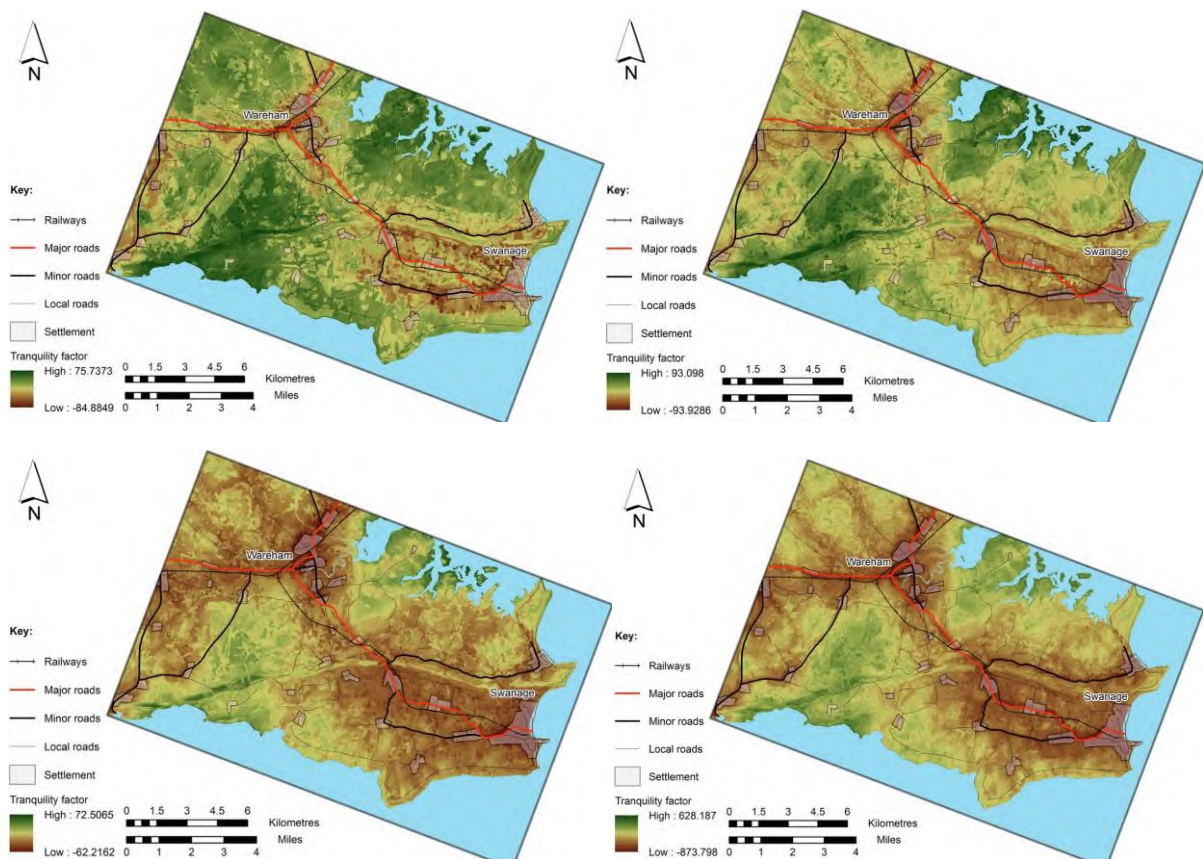 N
Wareham
Swanage
Key:
Railways
Major roads
Minor roads
Local roads
Settlement
Tranquility factor
High : 75.7373
Low : -84.8849
0 1.5 3 4.5 6
Kilometres
0 1 2 3 4
Miles
N
Wareham
Swanage
Key:
Railways
Major roads
Minor roads
Local roads
Settlement
Tranquility factor
High : 93.098
Low : -93.9286
0 1.5 3 4.5 6
Kilometres
0 1 2 3 4
Miles
N
Wareham
Swanage
Key:
Railways
Major roads
Minor roads
Local roads
Settlement
Tranquility factor
High : 72.5065
Low : -62.2162
0 1.5 3 4.5 6
Kilometres
0 1 2 3 4
Miles
N
Wareham
Swanage
Key:
Railways
Major roads
Minor roads
Local roads
Settlement
Tranquility factor
High : 628.187
Low : -873.798
0 1.5 3 4.5 6
Kilometres
0 1 2 3 4
Miles